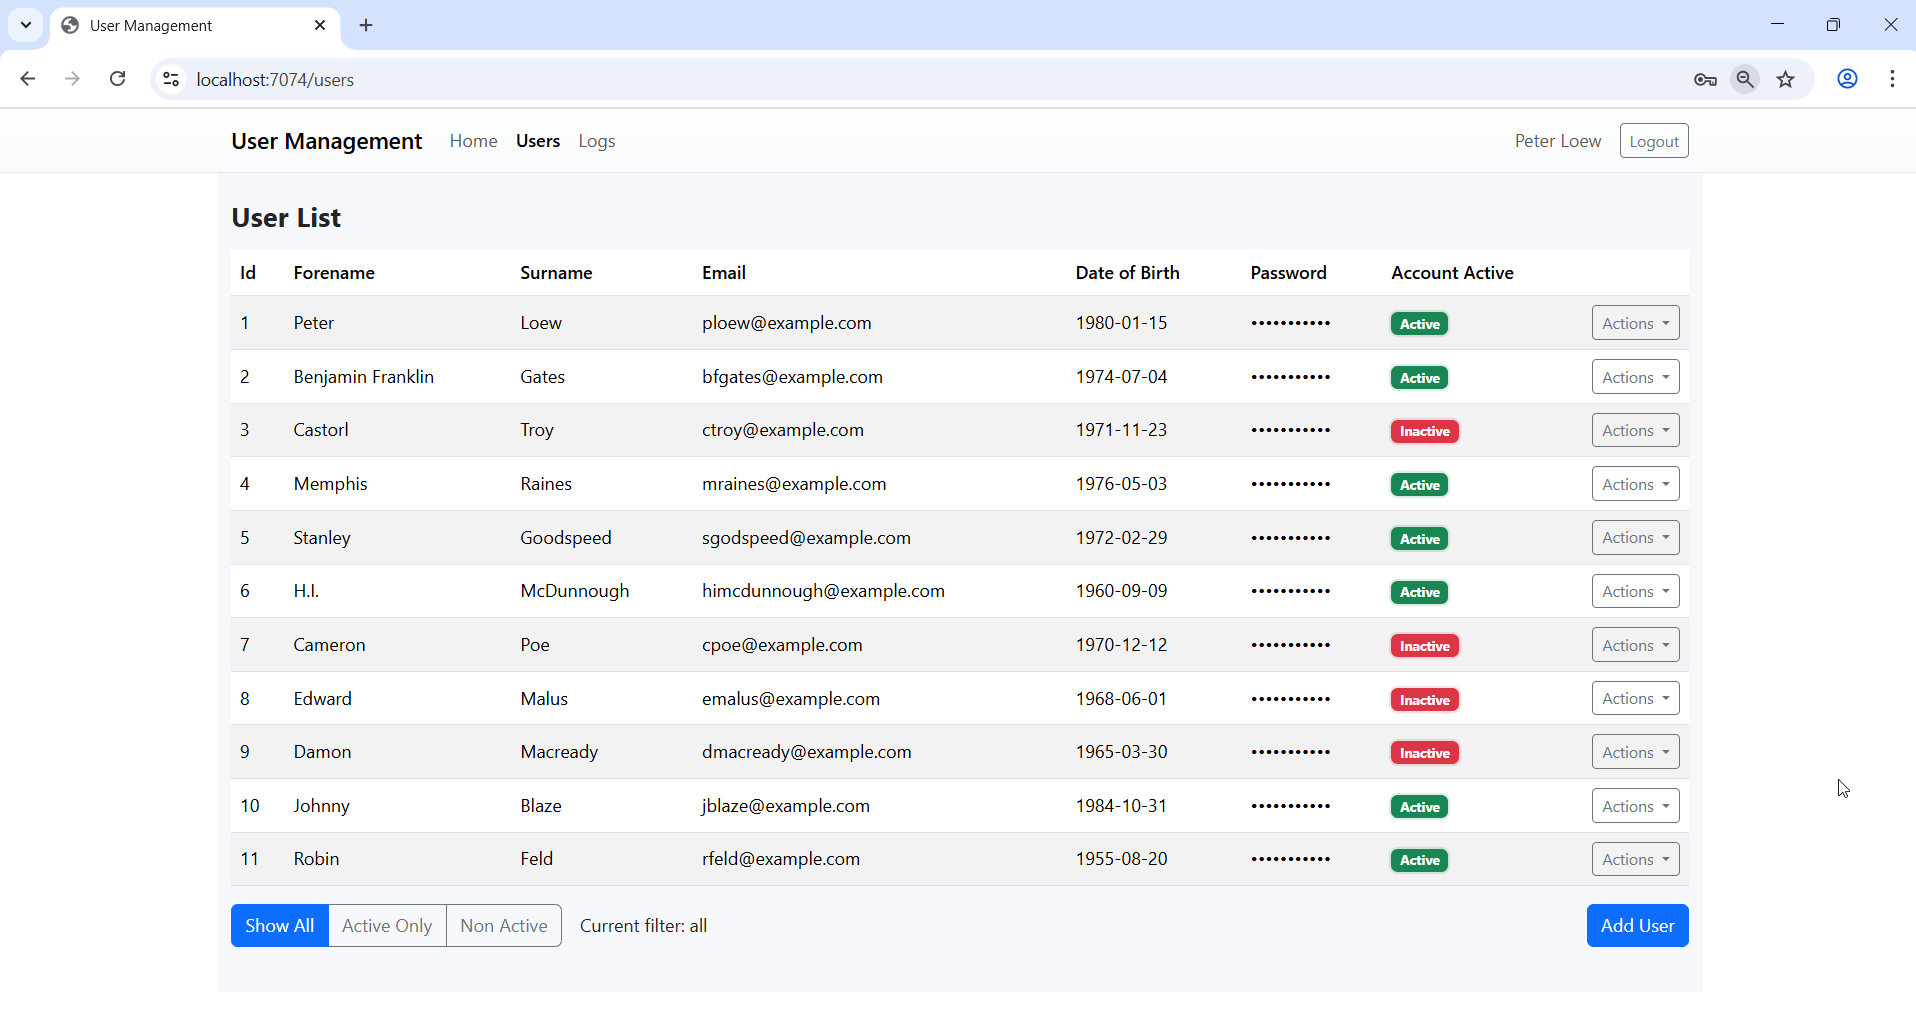 User Management
localhost:7074/users
User Management Home Users Logs Peter Loew Logout
User List
Id Forename Surname Email Date of Birth Password Account Active
1 Peter Loew ploew@example.com 1980-01-15 ••••••••••• Active Actions
2 Benjamin Franklin Gates bfgates@example.com 1974-07-04 ••••••••••• Active Actions
3 Castorl Troy ctroy@example.com 1971-11-23 ••••••••••• Inactive Actions
4 Memphis Raines mraines@example.com 1976-05-03 ••••••••••• Active Actions
5 Stanley Goodspeed sgodspeed@example.com 1972-02-29 ••••••••••• Active Actions
6 H.I. McDunnough himcdunnough@example.com 1960-09-09 ••••••••••• Active Actions
7 Cameron Poe cpoe@example.com 1970-12-12 ••••••••••• Inactive Actions
8 Edward Malus emalus@example.com 1968-06-01 ••••••••••• Inactive Actions
9 Damon Macready dmacready@example.com 1965-03-30 ••••••••••• Inactive Actions
10 Johnny Blaze jblaze@example.com 1984-10-31 ••••••••••• Active Actions
11 Robin Feld rfeld@example.com 1955-08-20 ••••••••••• Active Actions
Show All Active Only Non Active Current filter: all Add User